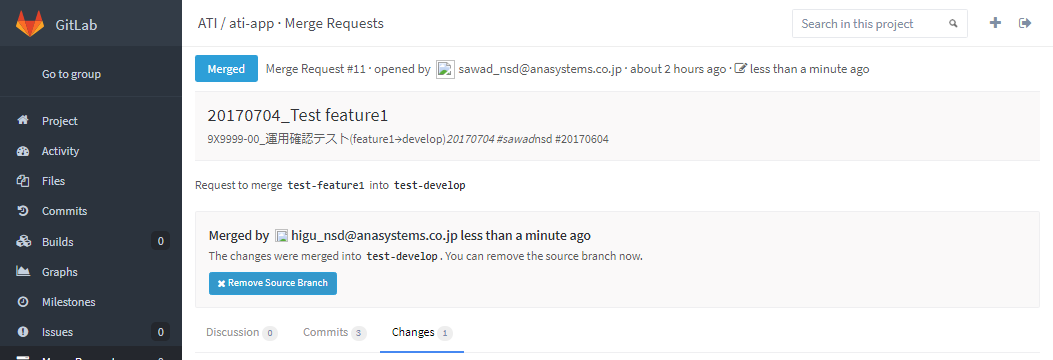 GitLab
ATI / ati-app · Merge Requests
Search in this project
Go to group
Merged Merge Request #11 · opened by sawad_nsd@anasystems.co.jp · about 2 hours ago · less than a minute ago
Project
Activity
Files
Commits
Builds 0
Graphs
Milestones
Issues 0
20170704_Test feature1
9X9999-00_運用確認テスト(feature1→develop)20170704 #sawadnsd #20170604
Request to merge test-feature1 into test-develop
Merged by higu_nsd@anasystems.co.jp less than a minute ago
The changes were merged into test-develop. You can remove the source branch now.
Remove Source Branch
Discussion 0 Commits 3 Changes 1